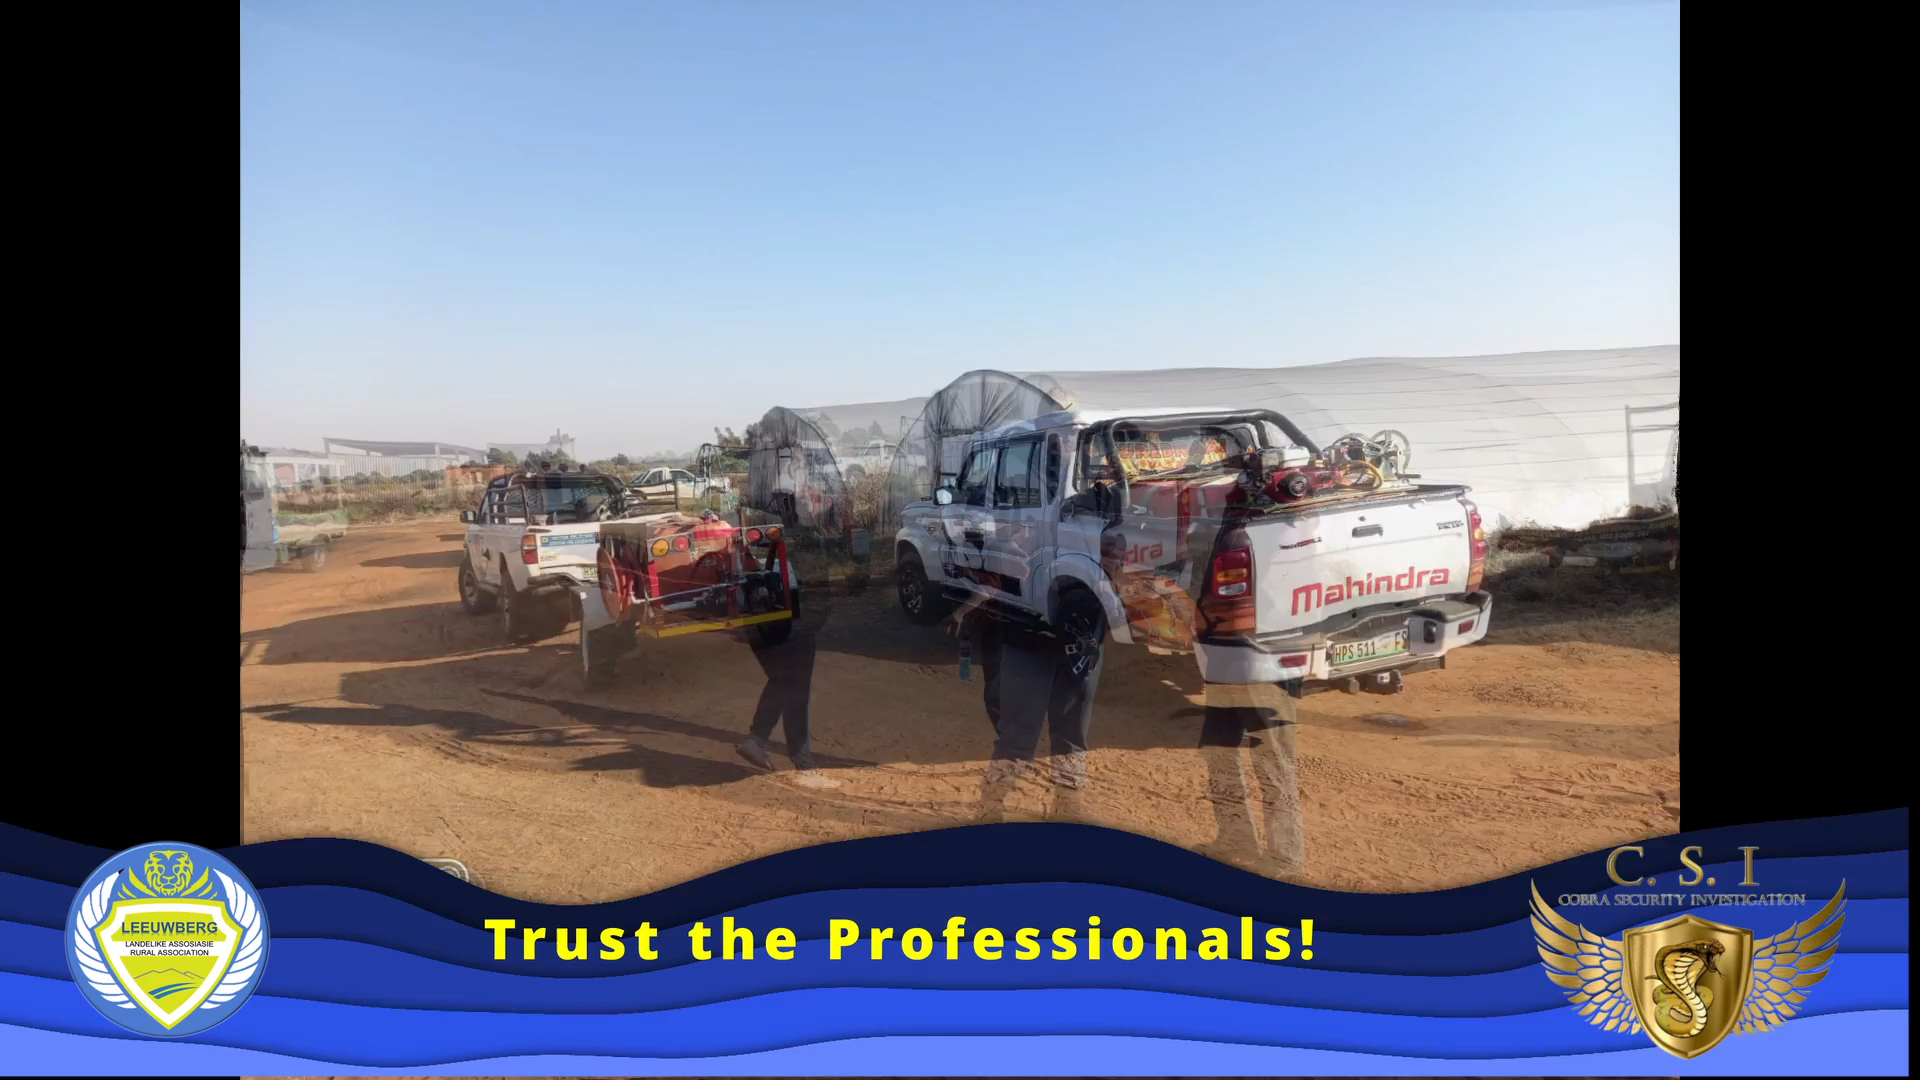 Mahindra
HPS 511 FS
Trust the Professionals!
LEEUWBERG
LANDELIKE ASSOSIASIE
RURAL ASSOCIATION
C. S. I
COBRA SECURITY INVESTIGATION